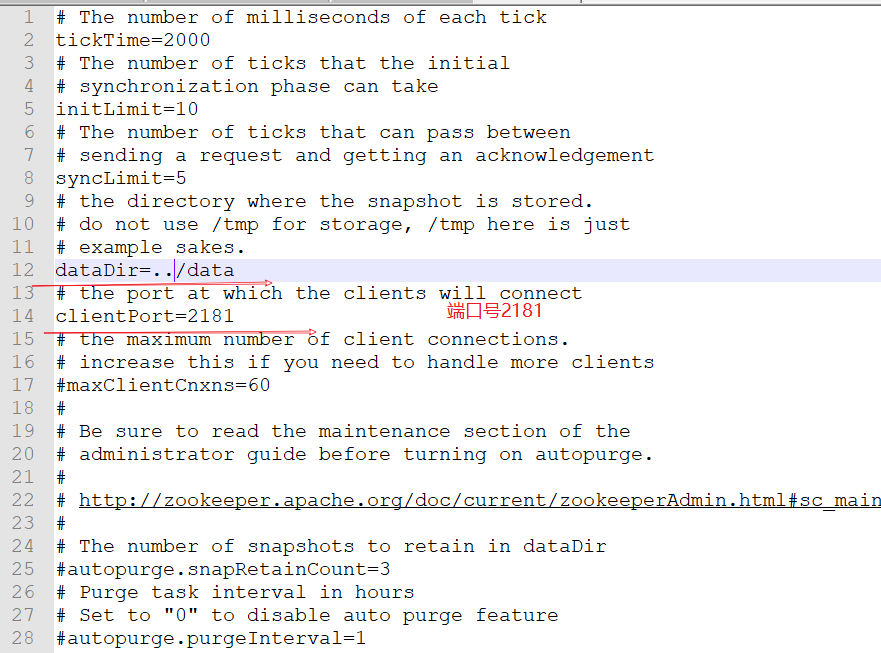 1 # The number of milliseconds of each tick
2 tickTime=2000
3 # The number of ticks that the initial
4 # synchronization phase can take
5 initLimit=10
6 # The number of ticks that can pass between
7 # sending a request and getting an acknowledgement
8 syncLimit=5
9 # the directory where the snapshot is stored.
10 # do not use /tmp for storage, /tmp here is just
11 # example sakes.
12 dataDir=../data
13 # the port at which the clients will connect
端口号2181
14 clientPort=2181
15 # the maximum number of client connections.
16 # increase this if you need to handle more clients
17 #maxClientCnxns=60
18 #
19 # Be sure to read the maintenance section of the
20 # administrator guide before turning on autopurge.
21 #
22 # http://zookeeper.apache.org/doc/current/zookeeperAdmin.html#sc_main
23 #
24 # The number of snapshots to retain in dataDir
25 #autopurge.snapRetainCount=3
26 # Purge task interval in hours
27 # Set to "0" to disable auto purge feature
28 #autopurge.purgeInterval=1